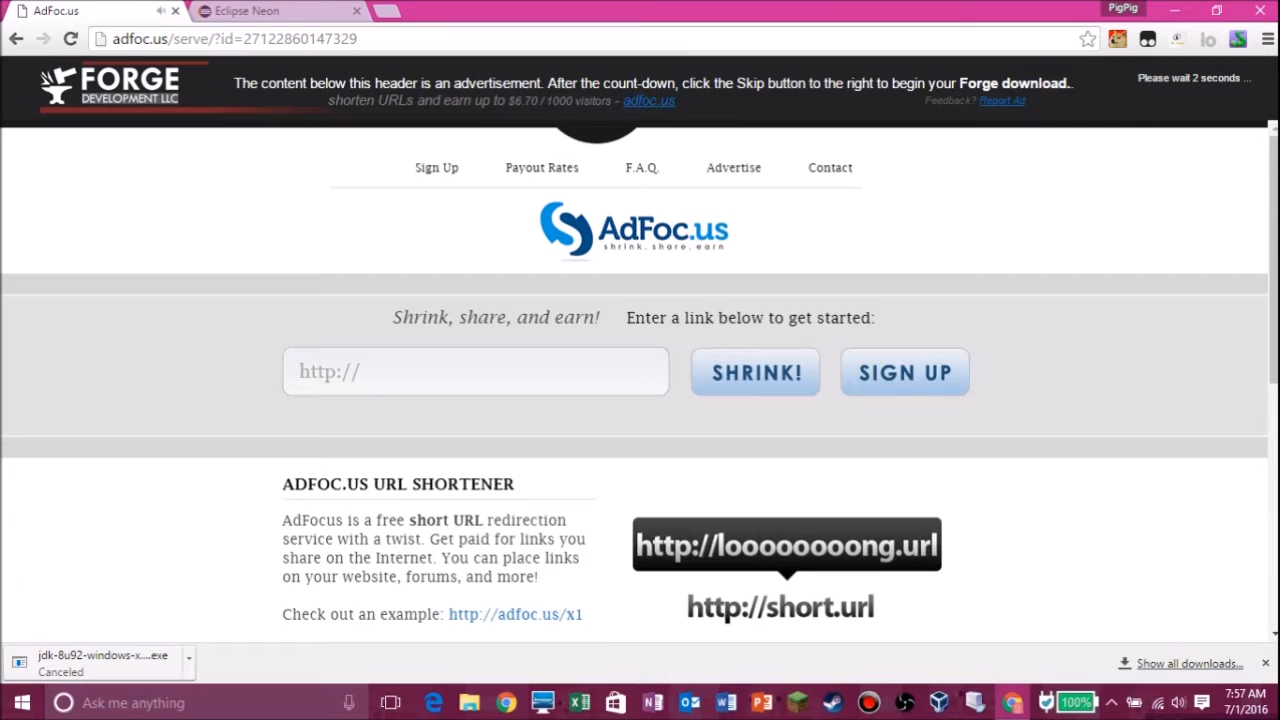 AdFoc.us
Eclipse Neon
PigPig
adfoc.us/serve/?id=27122860147329
FORGE
DEVELOPMENT LLC
The content below this header is an advertisement. After the count-down, click the Skip button to the right to begin your Forge download..
Please wait 2 seconds ...
shorten URLs and earn up to $6.70 / 1000 visitors - adfoc.us
Feedback? Report Ad
Sign Up
Payout Rates
F.A.Q.
Advertise
Contact
AdFoc.us
shrink.share.earn
Shrink, share, and earn!
Enter a link below to get started:
http://
SHRINK!
SIGN UP
ADFOC.US URL SHORTENER
AdFocus is a free short URL redirection
service with a twist. Get paid for links you
share on the Internet. You can place links
on your website, forums, and more!
Check out an example: http://adfoc.us/x1
http://looooooooong.url
http://short.url
jdk-8u92-windows-x....exe
Canceled
Show all downloads...
Ask me anything
100%
7:57 AM
7/1/2016